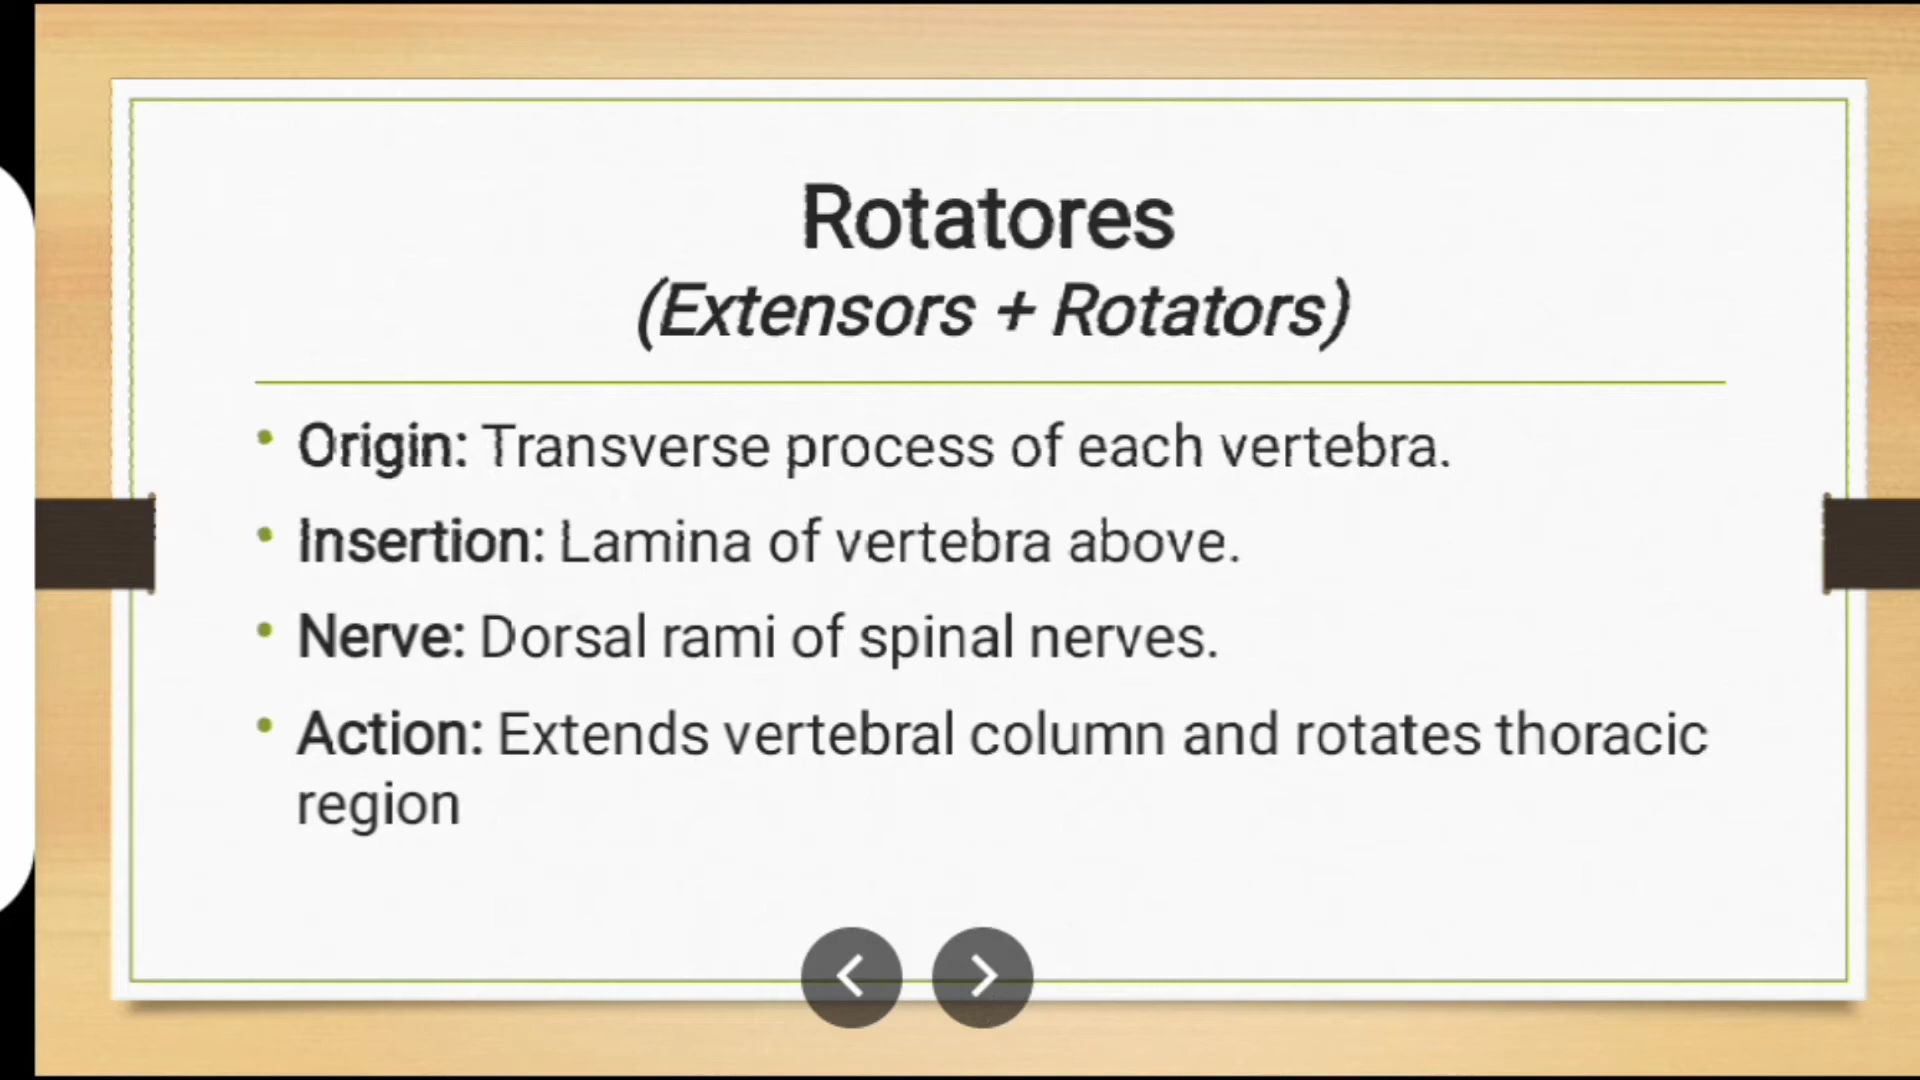 Rotatores
(Extensors + Rotators)
Origin: Transverse process of each vertebra.
Insertion: Lamina of vertebra above.
Nerve: Dorsal rami of spinal nerves.
Action: Extends vertebral column and rotates thoracic
region